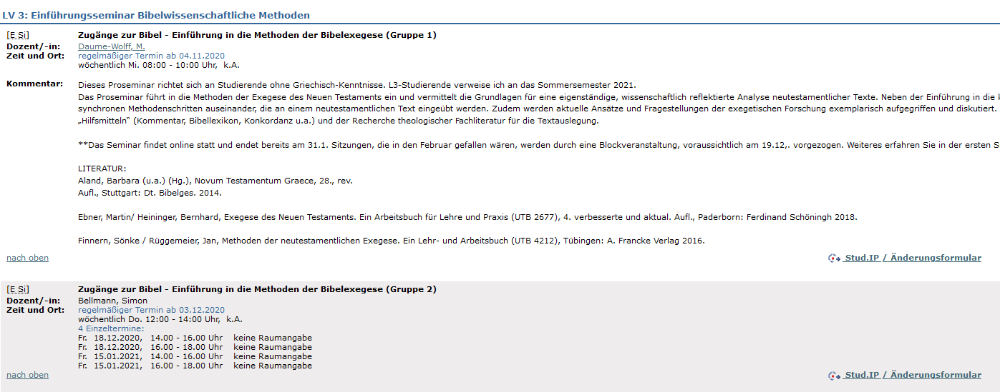 LV 3: Einführungsseminar Bibelwissenschaftliche Methoden
[E Si] Zugänge zur Bibel - Einführung in die Methoden der Bibelexegese (Gruppe 1)
Dozent/-in: Daume-Wolff, M.
Zeit und Ort: regelmäßiger Termin ab 04.11.2020
wöchentlich Mi. 08:00 - 10:00 Uhr, k.A.
Kommentar: Dieses Proseminar richtet sich an Studierende ohne Griechisch-Kenntnisse. L3-Studierende verweise ich an das Sommersemester 2021.
Das Proseminar führt in die Methoden der Exegese des Neuen Testaments ein und vermittelt die Grundlagen für eine eigenständige, wissenschaftlich reflektierte Analyse neutestamentlicher Texte. Neben der Einführung in die
synchronen Methodenschritten auseinander, die an einem neutestamentlichen Text eingeübt werden. Zudem werden aktuelle Ansätze und Fragestellungen der exegetischen Forschung exemplarisch aufgegriffen und diskutiert.
„Hilfsmitteln“ (Kommentar, Bibellexikon, Konkordanz u.a.) und der Recherche theologischer Fachliteratur für die Textauslegung.
**Das Seminar findet online statt und endet bereits am 31.1. Sitzungen, die in den Februar gefallen wären, werden durch eine Blockveranstaltung, voraussichtlich am 19.12,. vorgezogen. Weiteres erfahren Sie in der ersten S
LITERATUR:
Aland, Barbara (u.a.) (Hg.), Novum Testamentum Graece, 28., rev.
Aufl., Stuttgart: Dt. Bibelges. 2014.
Ebner, Martin/ Heininger, Bernhard, Exegese des Neuen Testaments. Ein Arbeitsbuch für Lehre und Praxis (UTB 2677), 4. verbesserte und aktual. Aufl., Paderborn: Ferdinand Schöningh 2018.
Finnern, Sönke / Rüggemeier, Jan, Methoden der neutestamentlichen Exegese. Ein Lehr- und Arbeitsbuch (UTB 4212), Tübingen: A. Francke Verlag 2016.
nach oben Stud.IP / Änderungsformular
[E Si] Zugänge zur Bibel - Einführung in die Methoden der Bibelexegese (Gruppe 2)
Dozent/-in: Bellmann, Simon
Zeit und Ort: regelmäßiger Termin ab 03.12.2020
wöchentlich Do. 12:00 - 14:00 Uhr, k.A.
4 Einzeltermine:
Fr. 18.12.2020, 14.00 - 16.00 Uhr keine Raumangabe
Fr. 18.12.2020, 16.00 - 18.00 Uhr keine Raumangabe
Fr. 15.01.2021, 14.00 - 16.00 Uhr keine Raumangabe
Fr. 15.01.2021, 16.00 - 18.00 Uhr keine Raumangabe
nach oben Stud.IP / Änderungsformular